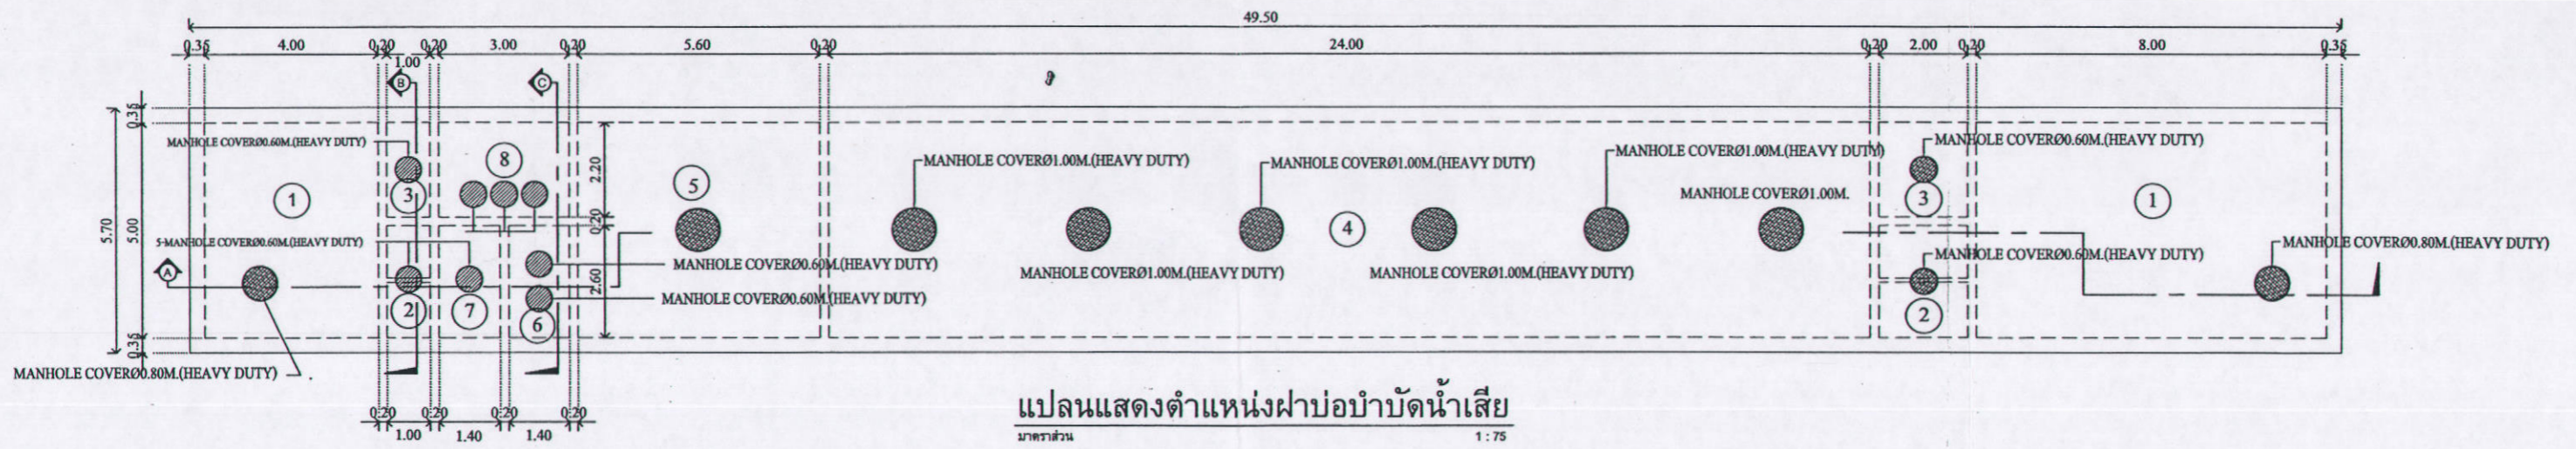 49.50
0.35 4.00 0.20 0.20 3.00 0.20 5.60 0.20 24.00 0.20 2.00 0.20 8.00 0.35
1.00
B C
0.35
MANHOLE COVERØ0.60M.(HEAVY DUTY)
MANHOLE COVERØ0.60M.(HEAVY DUTY)
8
MANHOLE COVERØ1.00M.(HEAVY DUTY)
MANHOLE COVERØ1.00M.(HEAVY DUTY)
MANHOLE COVERØ1.00M.(HEAVY DUTY)
2.20
5
1
3
MANHOLE COVERØ1.00M.
3
1
5.70
5.00
0.20
4
5-MANHOLE COVERØ0.60M.(HEAVY DUTY)
MANHOLE COVERØ0.80M.(HEAVY DUTY)
MANHOLE COVERØ0.60M.(HEAVY DUTY)
MANHOLE COVERØ0.60M.(HEAVY DUTY)
A
MANHOLE COVERØ1.00M.(HEAVY DUTY)
MANHOLE COVERØ1.00M.(HEAVY DUTY)
2.60
MANHOLE COVERØ0.60M.(HEAVY DUTY)
2
7
6
2
0.35
MANHOLE COVERØ0.80M.(HEAVY DUTY)
0.20 0.20 0.20 0.20
1.00 1.40 1.40
แปลนแสดงตำแหน่งฝาบ่อบำบัดน้ำเสีย
มาตราส่วน 1 : 75